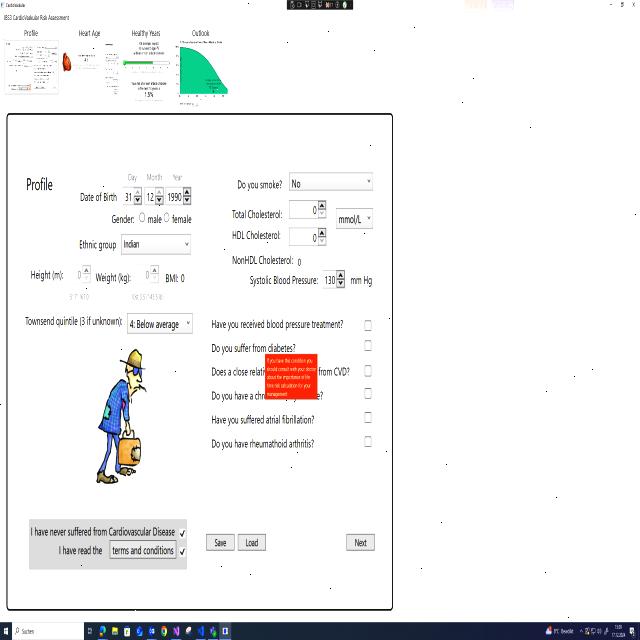 CardioVascular
JBS3 CardioVascular Risk Assessment
Profile
Heart Age
Healthy Years
Outlook
Profile
Day Month Year
Date of Birth 31 12 1990
Gender: male female
Ethnic group Indian
Height (m): 0 Weight (kg): 0 BMI: 0
Townsend quintile (3 if unknown): 4: Below average
Do you smoke? No
Total Cholesterol: 0 mmol/L
HDL Cholesterol: 0
NonHDL Cholesterol: 0
Systolic Blood Pressure: 130 mm Hg
Have you received blood pressure treatment?
Do you suffer from diabetes?
Does a close relati from CVD?
If you have this condition you
should consult with your doctor
about the importance of life
time risk calculation for your
management
Do you have a chr e?
Have you suffered atrial fibrillation?
Do you have rheumathoid arthritis?
I have never suffered from Cardiovascular Disease
I have read the terms and conditions
Save Load Next
Suchen
8°C Bewölkt